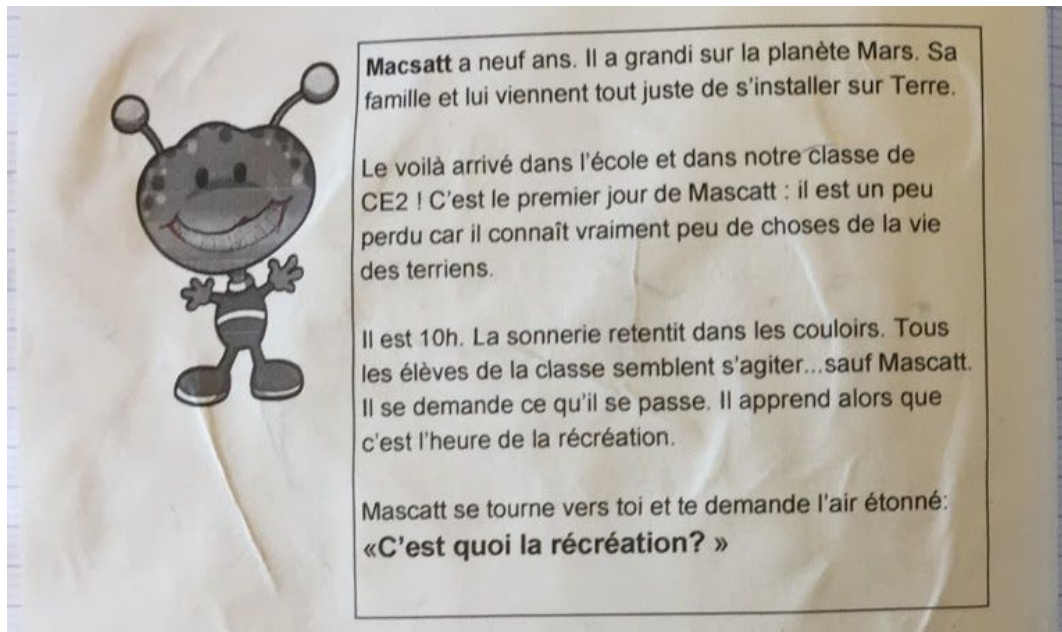 Macsatt a neuf ans. Il a grandi sur la planète Mars. Sa
famille et lui viennent tout juste de s'installer sur Terre.
Le voilà arrivé dans l'école et dans notre classe de
CE2 ! C'est le premier jour de Mascatt : il est un peu
perdu car il connaît vraiment peu de choses de la vie
des terriens.
Il est 10h. La sonnerie retentit dans les couloirs. Tous
les élèves de la classe semblent s'agiter...sauf Mascatt.
Il se demande ce qu'il se passe. Il apprend alors que
c'est l'heure de la récréation.
Mascatt se tourne vers toi et te demande l'air étonné:
«C'est quoi la récréation? »